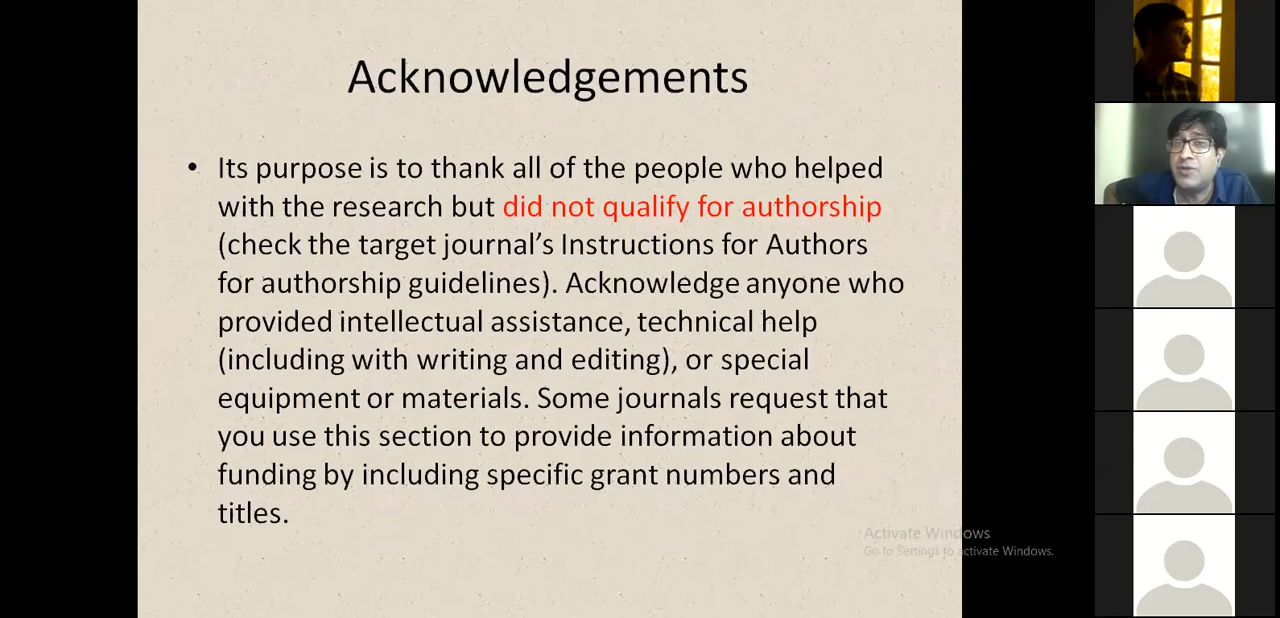 Acknowledgements
• Its purpose is to thank all of the people who helped
with the research but did not qualify for authorship
(check the target journal’s Instructions for Authors
for authorship guidelines). Acknowledge anyone who
provided intellectual assistance, technical help
(including with writing and editing), or special
equipment or materials. Some journals request that
you use this section to provide information about
funding by including specific grant numbers and
titles.
Activate Windows
Go to Settings to activate Windows.